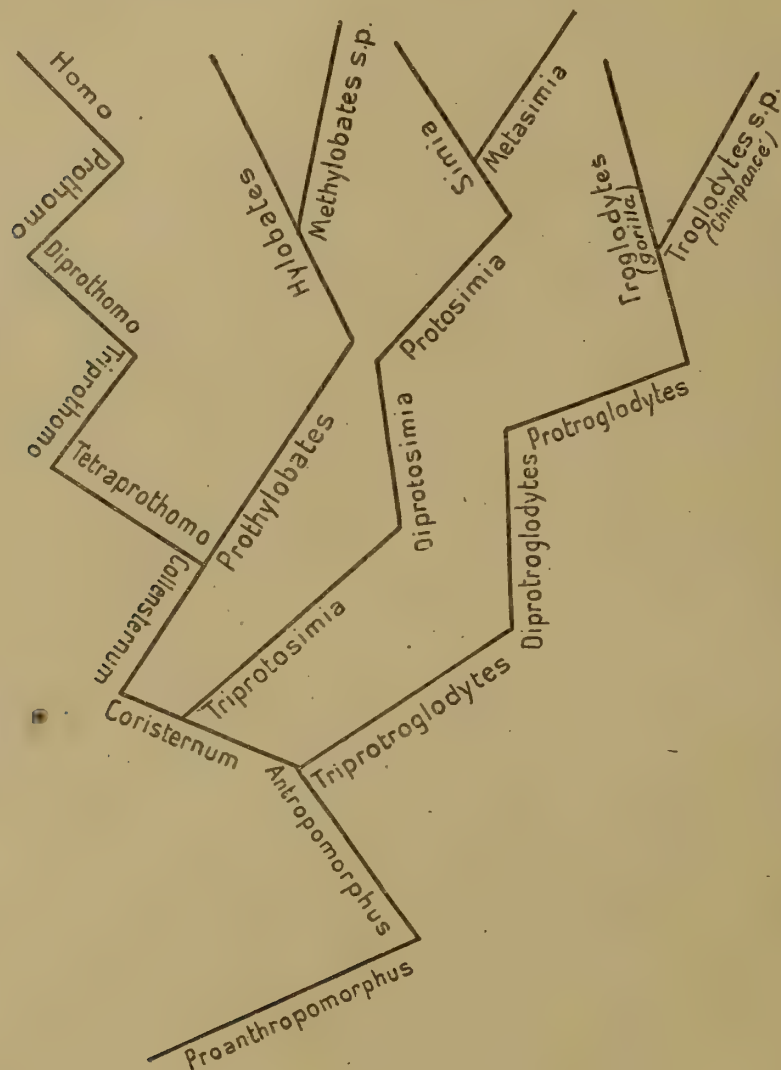 Homo
Prothomo
Diprothomo
Triprothomo
Tetraprothomo
Collensternum
Coristernum
Hylobates
Methylobates s.p.
Prothylobates
Simia
Metasimia
Protosimia
Diprotosimia
Triprotosimia
Troglodytes
(gorilla)
Troglodytes s.p.
(Chimpancé)
Protroglodytes
Diprotroglodytes
Triprotroglodytes
Antropomorphus
Proanthropomorphus